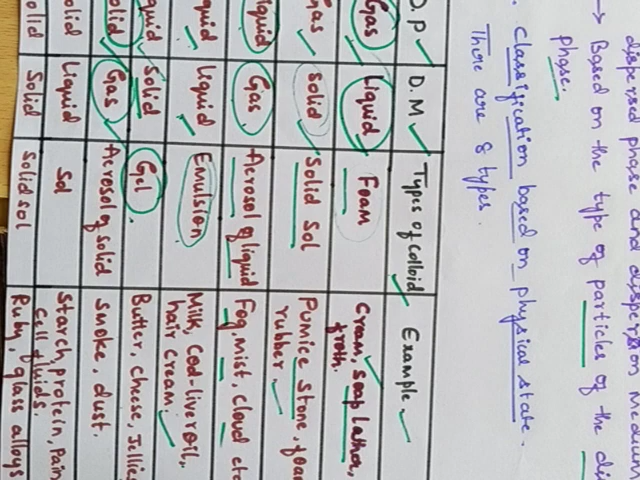 dispersed phase and dispersion medium
→ Based on the type of particles of the
phase.
Classification based on physical state.
There are 8 types.
D.P D.M Types of colloid Example
Gas Liquid Foam Cream, Soap lather,
froth.
Gas solid Solid Sol Pumice Stone,
rubber
liquid Gas Aerosol of liquid Fog, mist, cloud etc
liquid Liquid Emulsion Milk, Cod-liver oil,
hair cream
liquid Solid Gel Butter, cheese, Jellies
Solid Gas Aerosol of solid smoke, dust.
Solid Liquid Sol Starch, protein,
Cell fluids.
Solid Solid Solid sol Ruby glass alloys